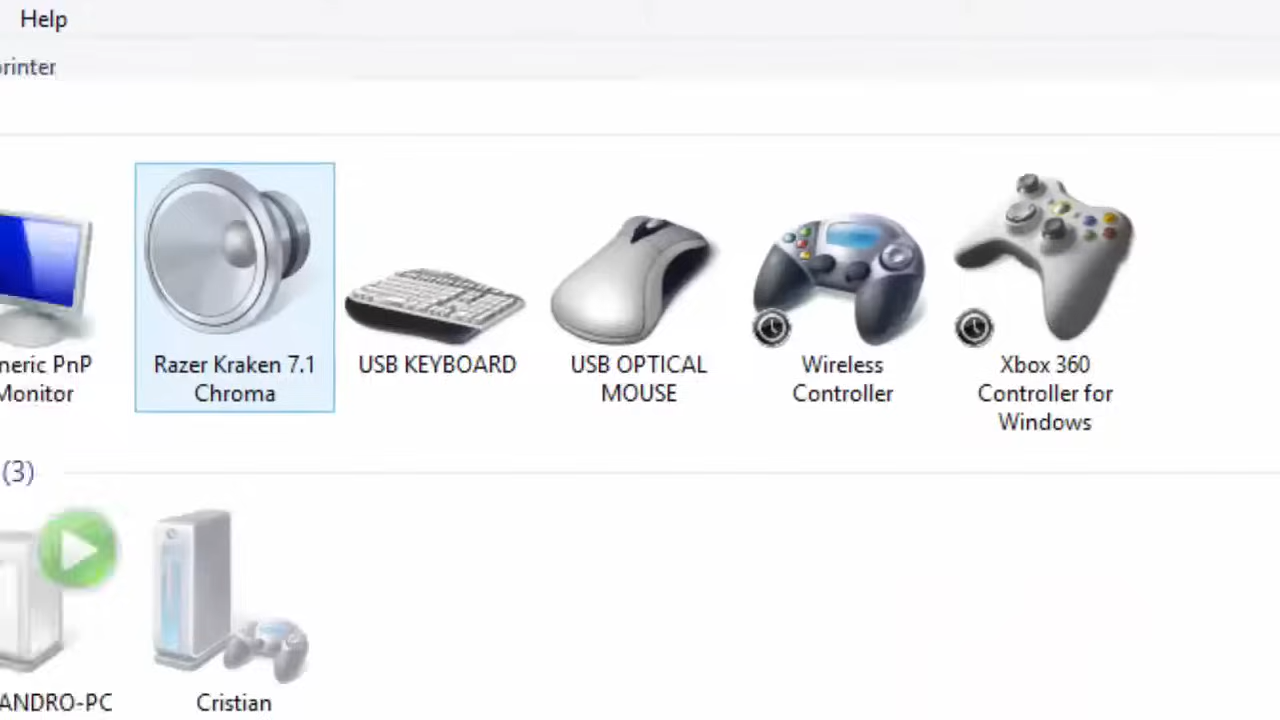 Help
printer
neric PnP
Monitor
Razer Kraken 7.1
Chroma
USB KEYBOARD
USB OPTICAL
MOUSE
Wireless
Controller
Xbox 360
Controller for
Windows
(3)
ANDRO-PC
Cristian